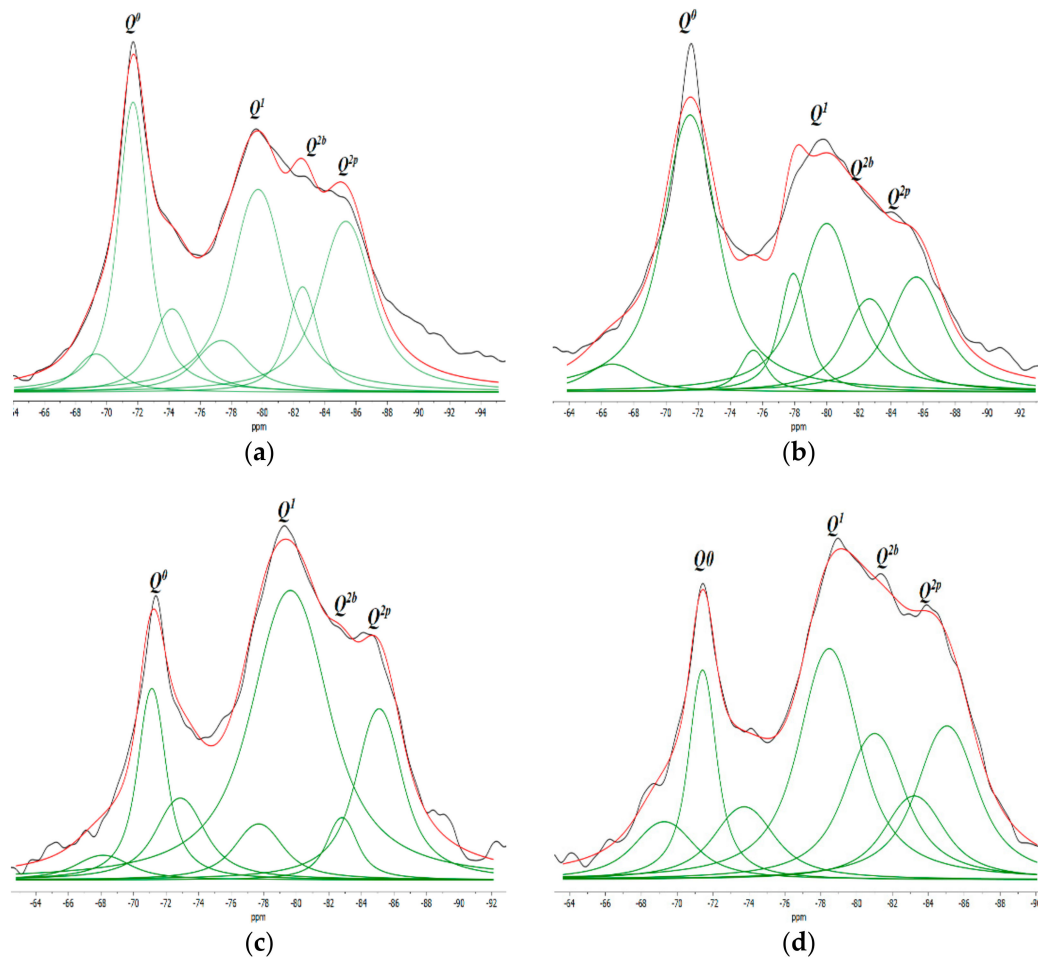 Q⁰ Q¹ Q²ᵇ Q²ᵖ
-64 -66 -68 -70 -72 -74 -76 -78 -80 -82 -84 -86 -88 -90 -92 -94
ppm
(a)
Q⁰ Q¹ Q²ᵇ Q²ᵖ
-64 -66 -68 -70 -72 -74 -76 -78 -80 -82 -84 -86 -88 -90 -92
ppm
(b)
Q⁰ Q¹ Q²ᵇ Q²ᵖ
-64 -66 -68 -70 -72 -74 -76 -78 -80 -82 -84 -86 -88 -90 -92
ppm
(c)
Q0 Q¹ Q²ᵇ Q²ᵖ
-64 -66 -68 -70 -72 -74 -76 -78 -80 -82 -84 -86 -88
ppm
(d)